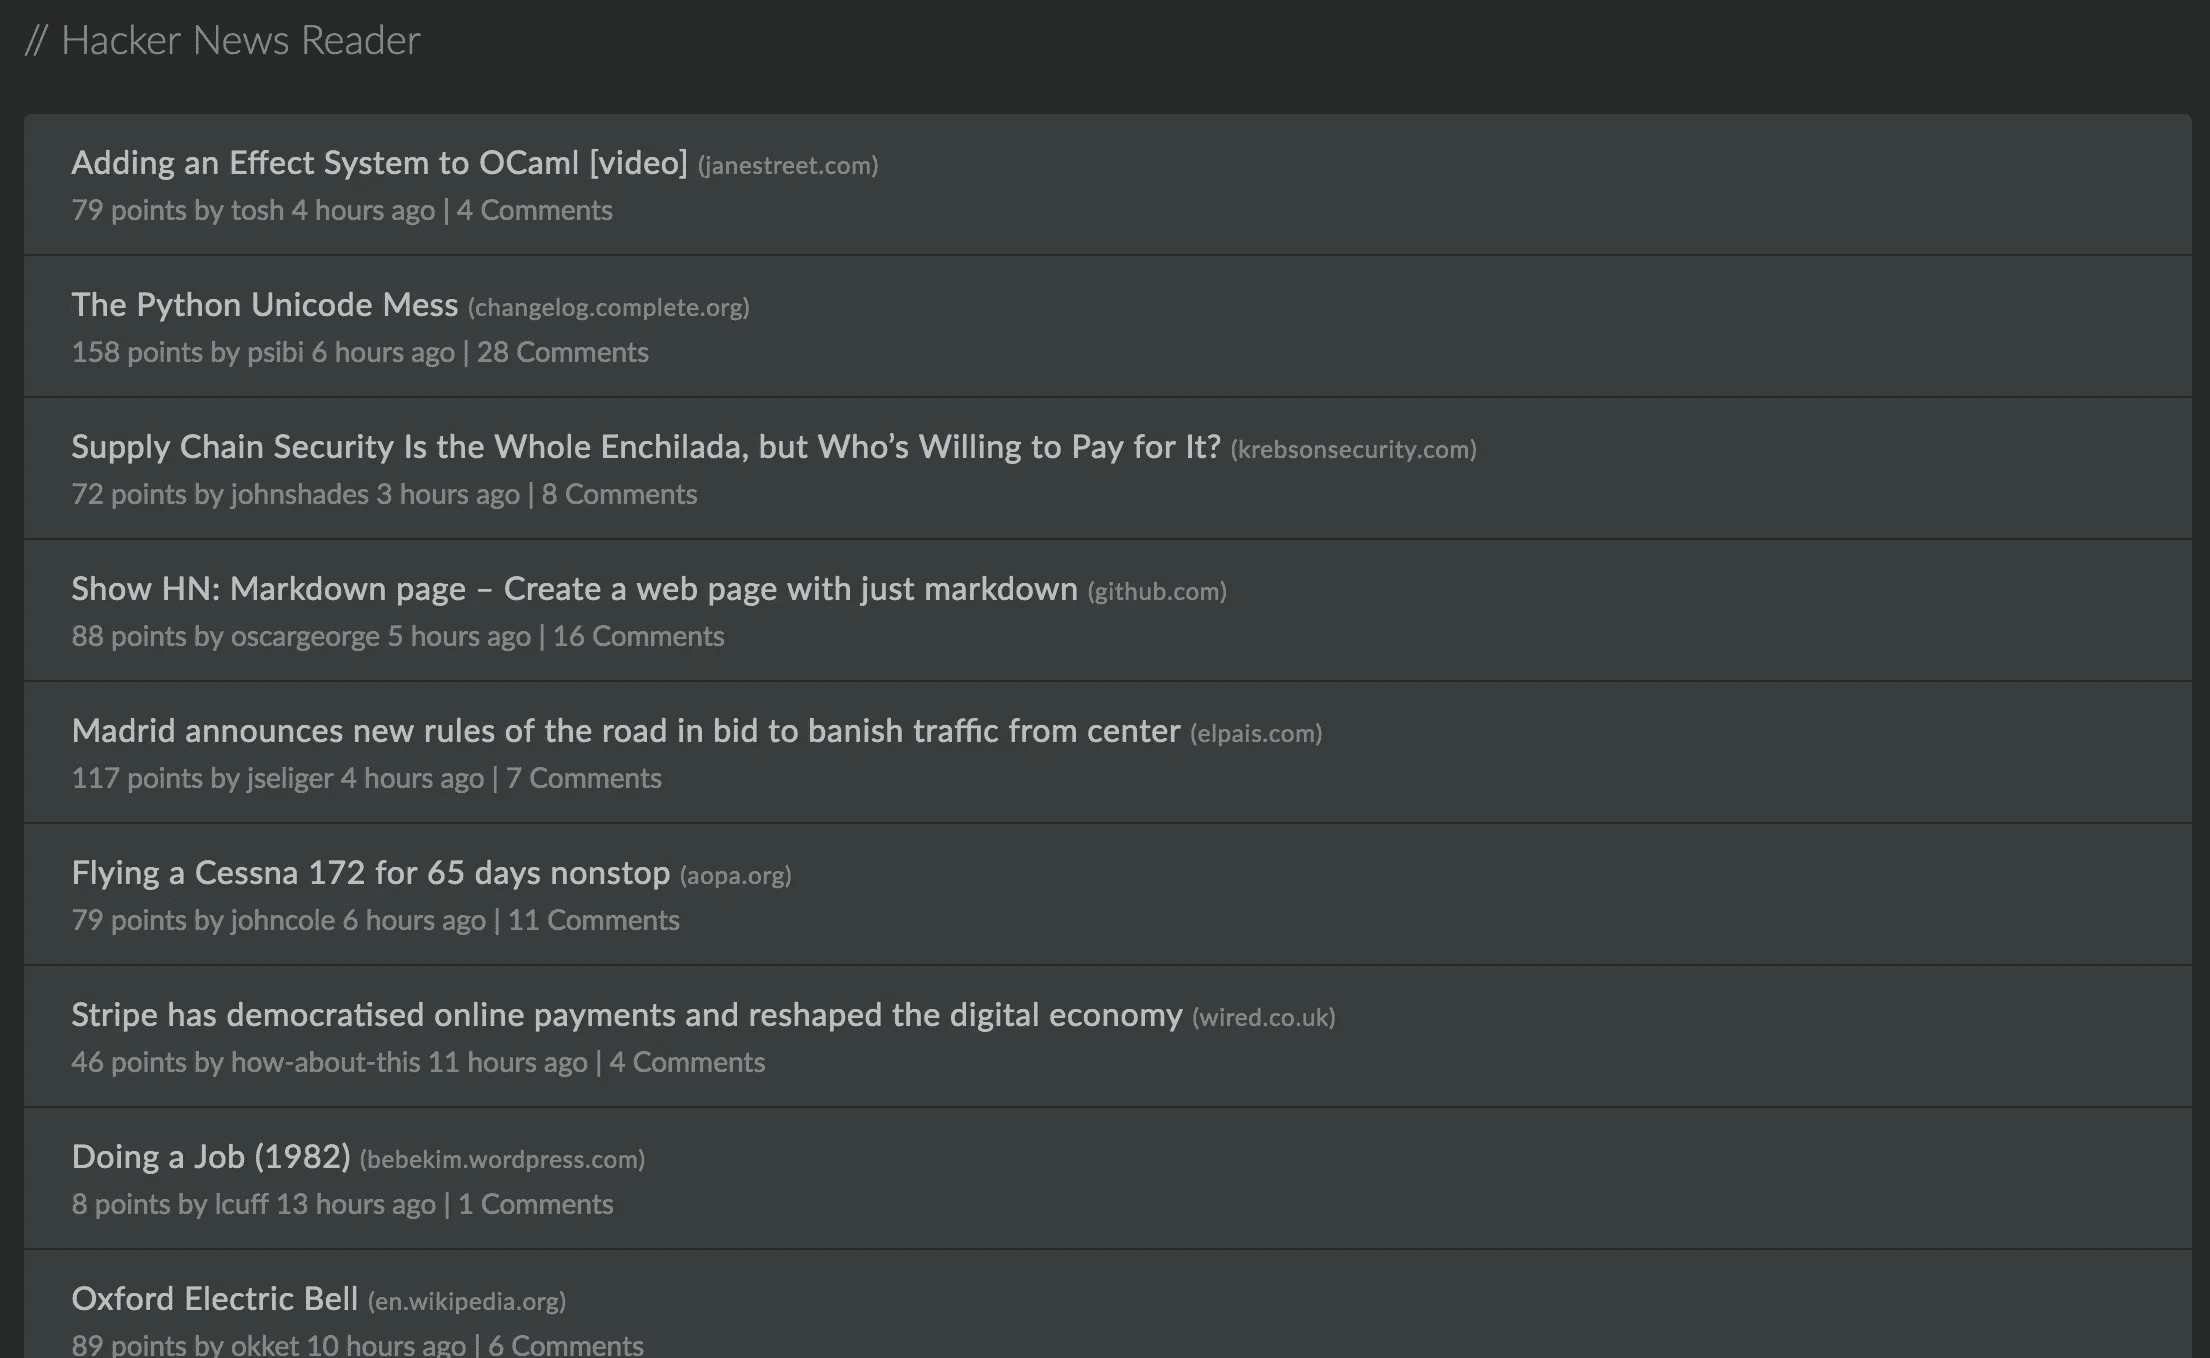 // Hacker News Reader
Adding an Effect System to OCaml [video] (janestreet.com)
79 points by tosh 4 hours ago | 4 Comments
The Python Unicode Mess (changelog.complete.org)
158 points by psibi 6 hours ago | 28 Comments
Supply Chain Security Is the Whole Enchilada, but Who’s Willing to Pay for It? (krebsonsecurity.com)
72 points by johnshades 3 hours ago | 8 Comments
Show HN: Markdown page – Create a web page with just markdown (github.com)
88 points by oscargeorge 5 hours ago | 16 Comments
Madrid announces new rules of the road in bid to banish traffic from center (elpais.com)
117 points by jseliger 4 hours ago | 7 Comments
Flying a Cessna 172 for 65 days nonstop (aopa.org)
79 points by johncole 6 hours ago | 11 Comments
Stripe has democratised online payments and reshaped the digital economy (wired.co.uk)
46 points by how-about-this 11 hours ago | 4 Comments
Doing a Job (1982) (bebekim.wordpress.com)
8 points by lcuff 13 hours ago | 1 Comments
Oxford Electric Bell (en.wikipedia.org)
89 points by okket 10 hours ago | 6 Comments